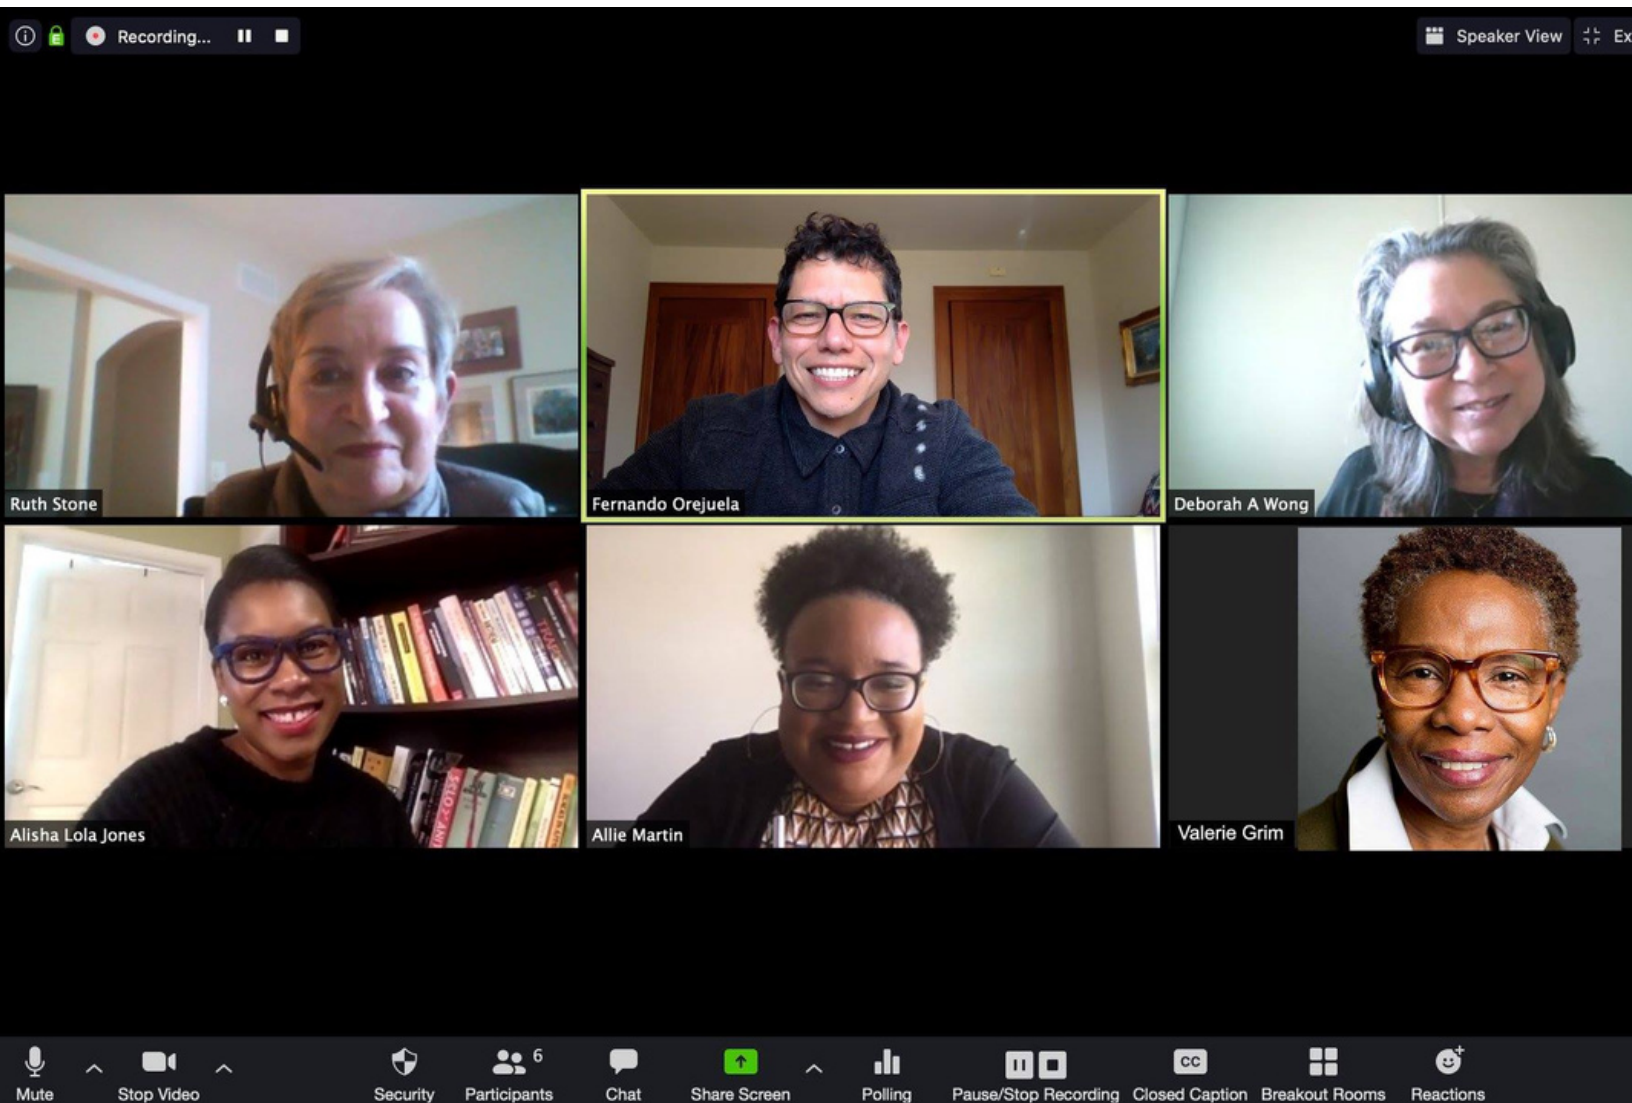 Recording...
Speaker View
Ex
Ruth Stone
Fernando Orejuela
Deborah A Wong
Alisha Lola Jones
Allie Martin
Valerie Grim
6
Mute
Stop Video
Security
Participants
Chat
Share Screen
Polling
CC
Pause/Stop Recording
Closed Caption
Breakout Rooms
Reactions